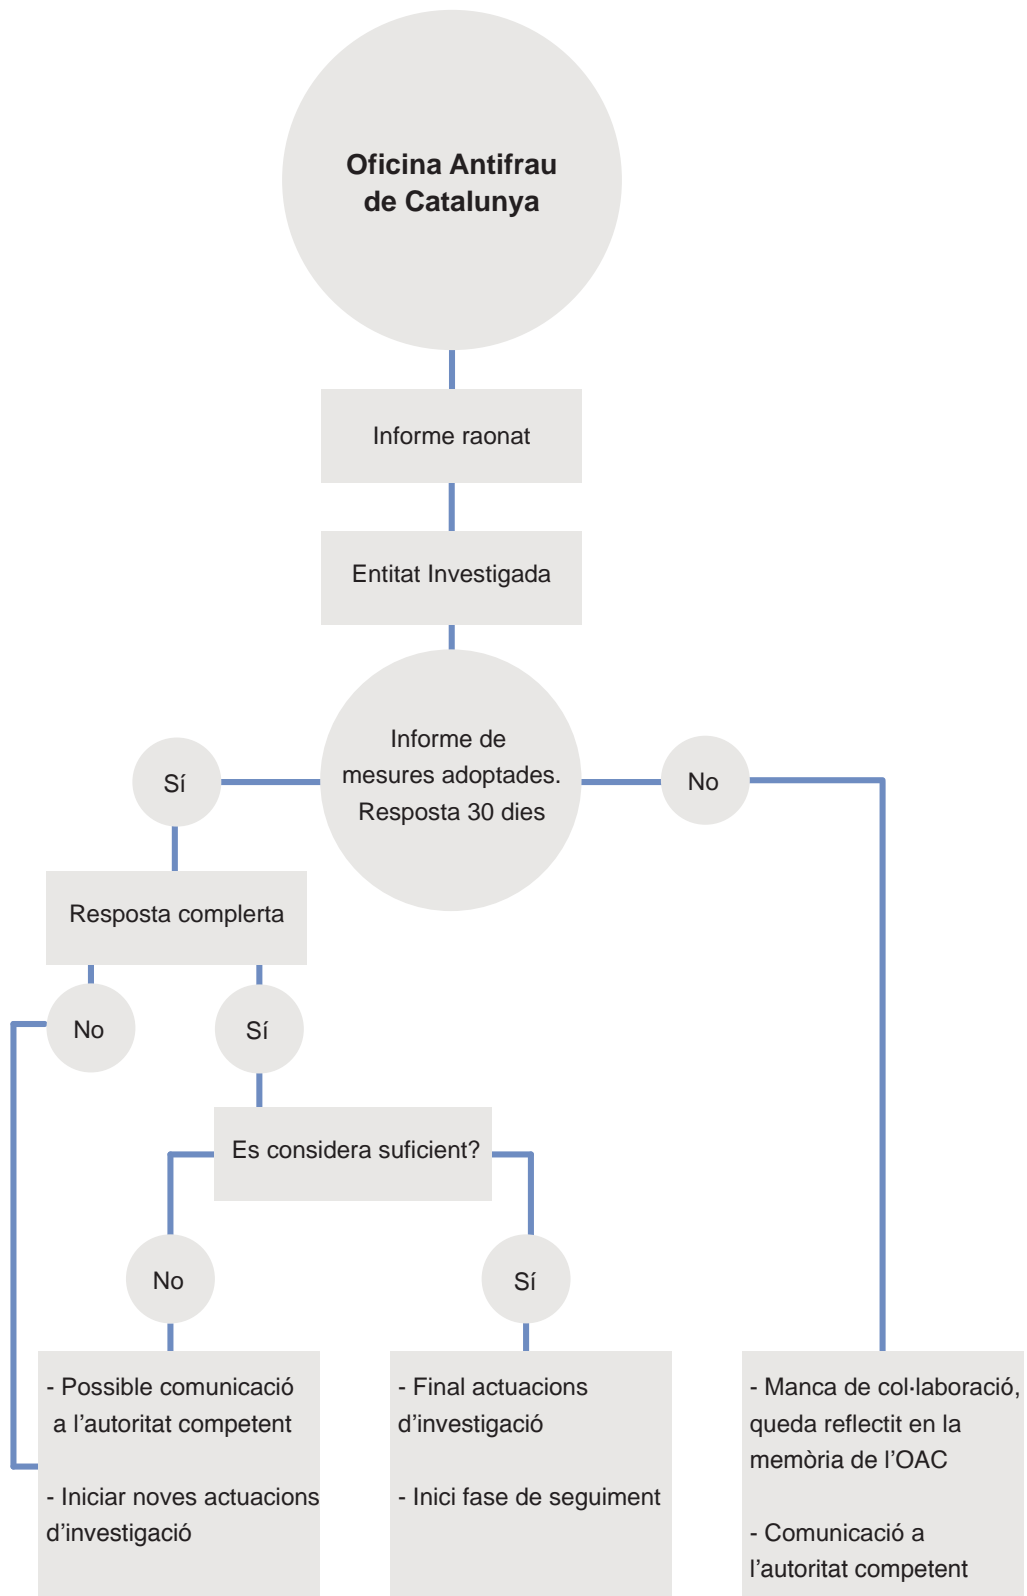 Oficina Antifrau
de Catalunya
Informe raonat
Entitat Investigada
Informe de
mesures adoptades.
Resposta 30 dies
Sí
No
Resposta complerta
No
Sí
Es considera suficient?
No
Sí
- Possible comunicació
a l’autoritat competent
- Iniciar noves actuacions
d’investigació
- Final actuacions
d’investigació
- Inici fase de seguiment
- Manca de col·laboració,
queda reflectit en la
memòria de l’OAC
- Comunicació a
l’autoritat competent